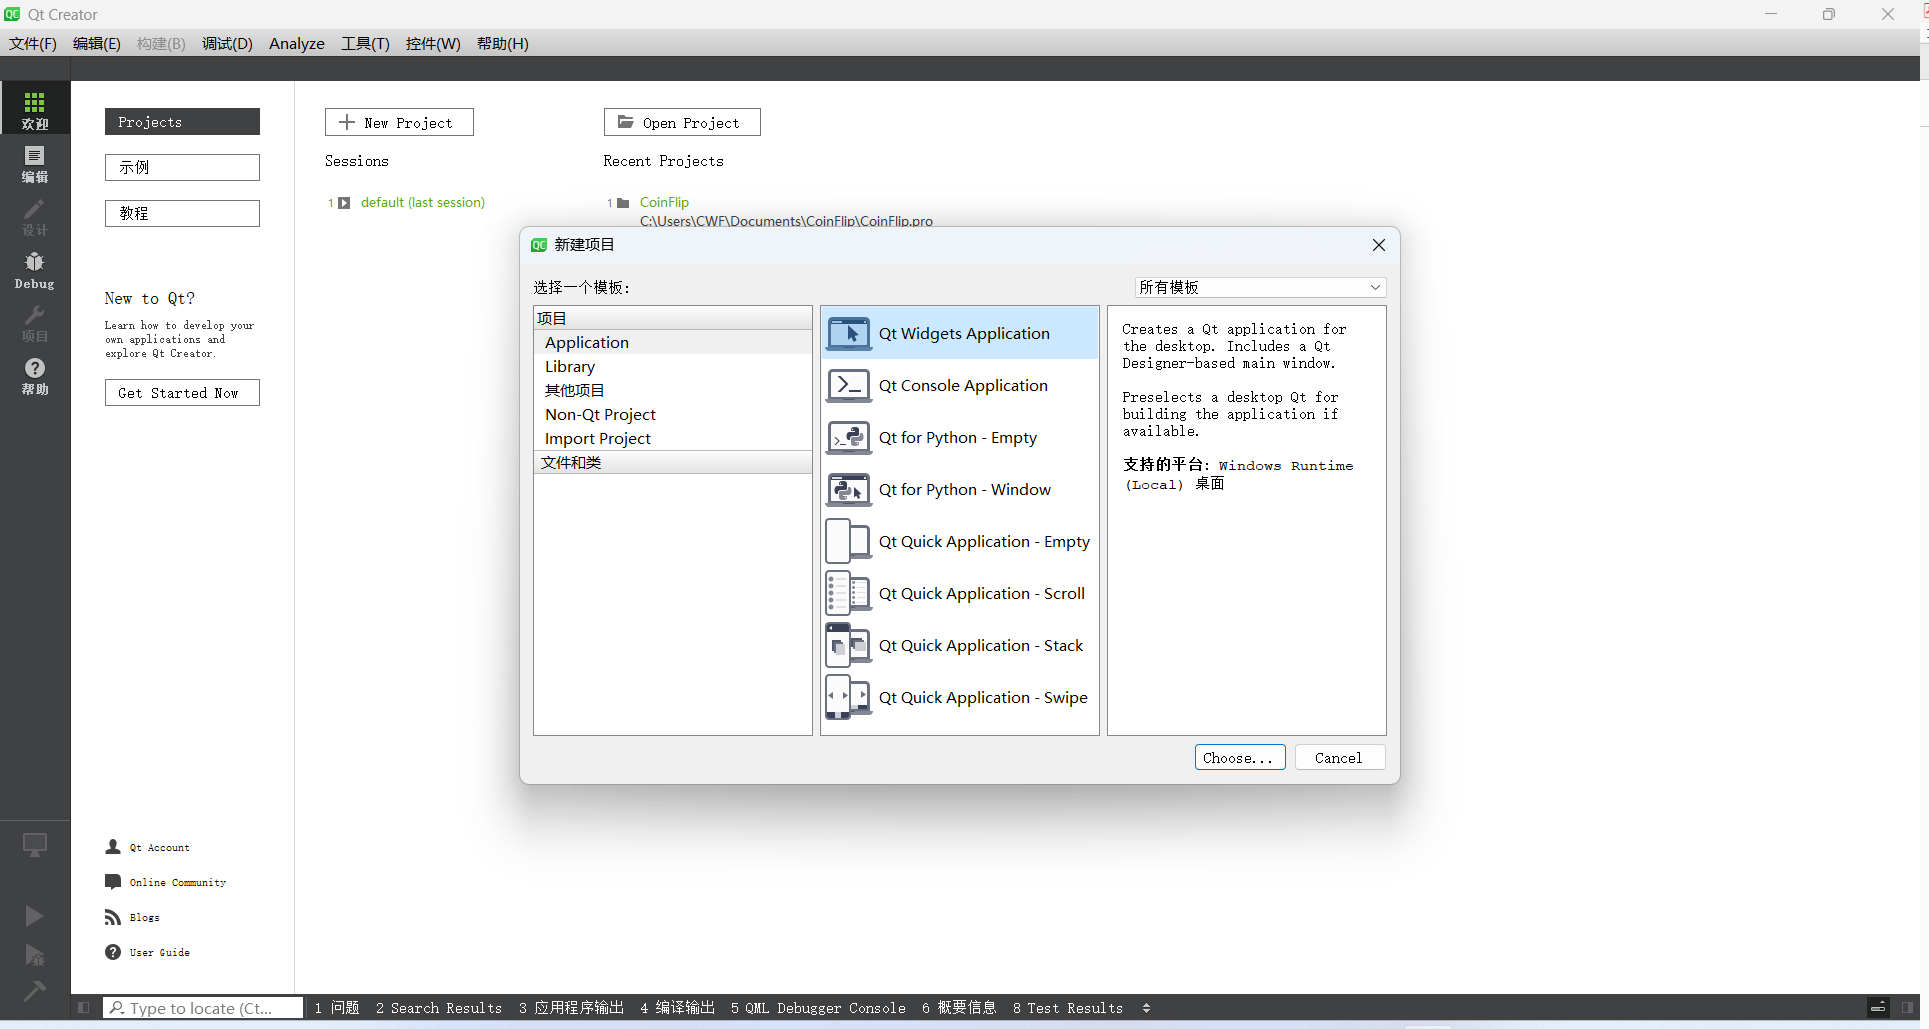 Qt Creator
文件(F) 编辑(E) 构建(B) 调试(D) Analyze 工具(T) 控件(W) 帮助(H)
欢迎
编辑
设计
Debug
项目
帮助
Projects
示例
教程
New to Qt?
Learn how to develop your
own applications and
explore Qt Creator.
Get Started Now
Qt Account
Online Community
Blogs
User Guide
New Project
Sessions
1 default (last session)
Open Project
Recent Projects
1 CoinFlip
C:\Users\CWF\Documents\CoinFlip\CoinFlip.pro
新建项目
选择一个模板:
所有模板
项目
Application
Library
其他项目
Non-Qt Project
Import Project
文件和类
Qt Widgets Application
Qt Console Application
Qt for Python - Empty
Qt for Python - Window
Qt Quick Application - Empty
Qt Quick Application - Scroll
Qt Quick Application - Stack
Qt Quick Application - Swipe
Creates a Qt application for
the desktop. Includes a Qt
Designer-based main window.
Preselects a desktop Qt for
building the application if
available.
支持的平台: Windows Runtime
(Local) 桌面
Choose... Cancel
Type to locate (Ct... 1 问题 2 Search Results 3 应用程序输出 4 编译输出 5 QML Debugger Console 6 概要信息 8 Test Results